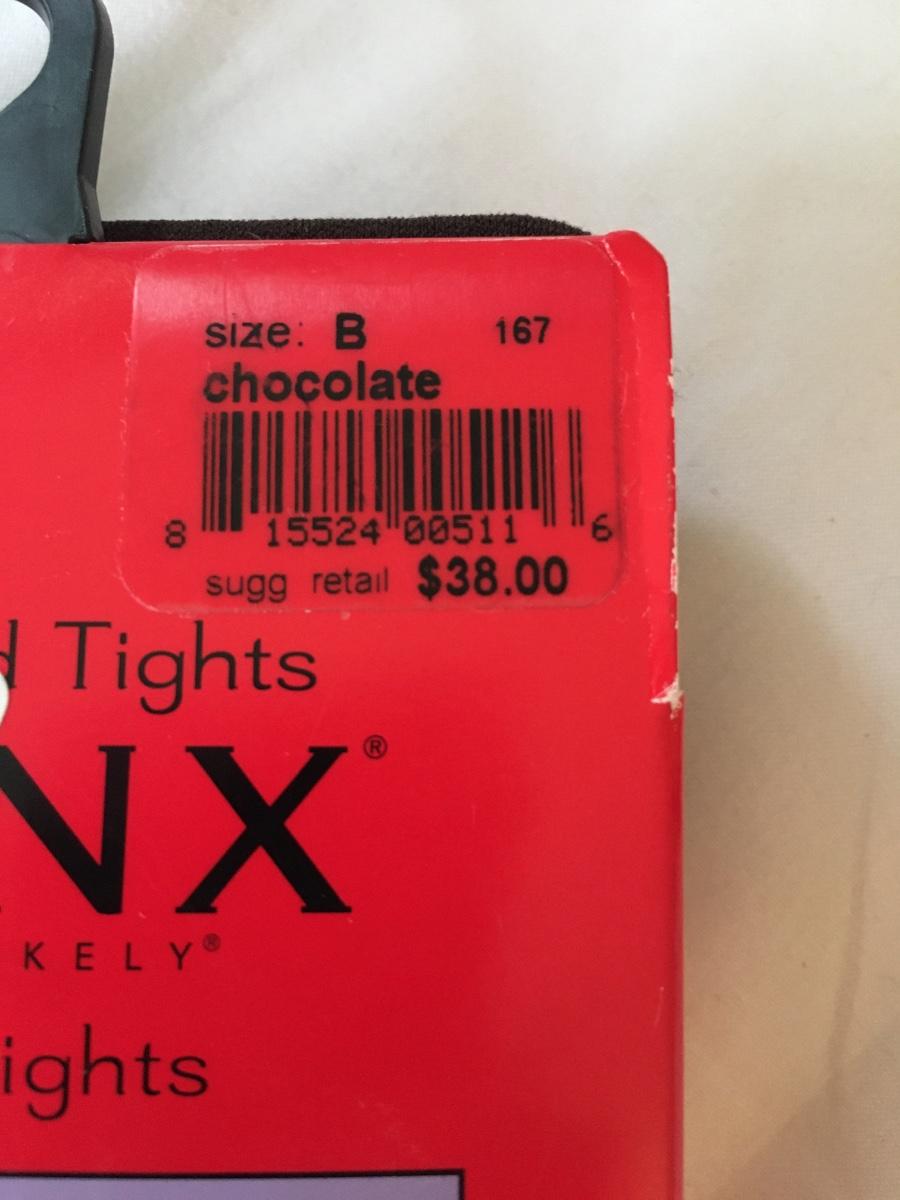 size: B 167
chocolate
8 15524 00511 6
sugg retail $38.00
d Tights
NX®
KELY®
ights